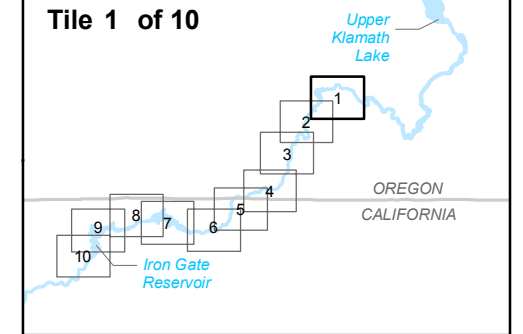 Tile 1 of 10
Upper
Klamath
Lake
1
2
3
OREGON
4
CALIFORNIA
5
6
7
8
9
10
Iron Gate
Reservoir